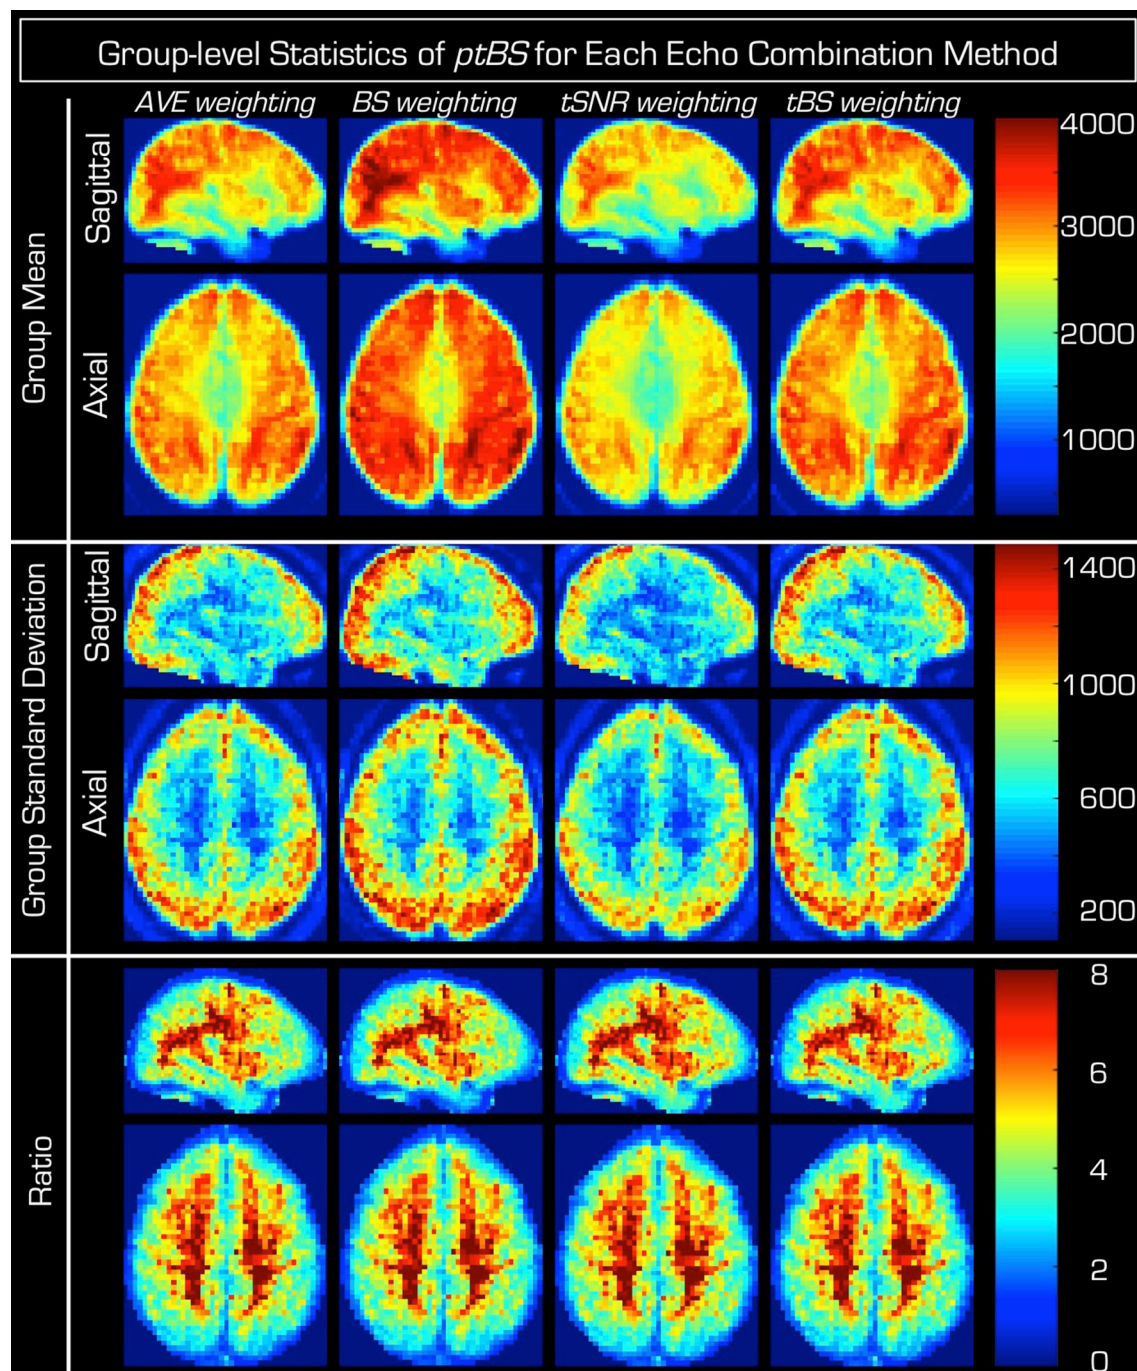 Group-level Statistics of ptBS for Each Echo Combination Method
AVE weighting BS weighting tSNR weighting tBS weighting
Group Mean
Sagittal
Axial
4000
3000
2000
1000
Group Standard Deviation
Sagittal
Axial
1400
1000
600
200
Ratio
8
6
4
2
0